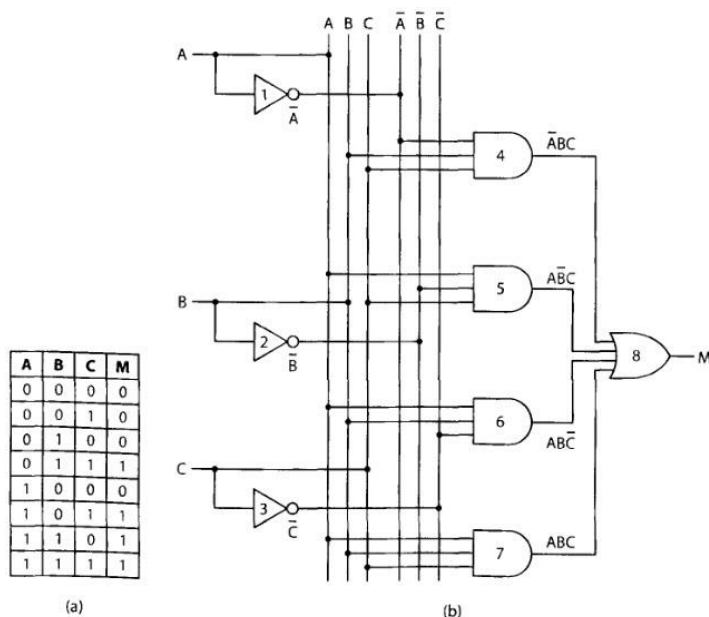 A B C A̅ B̅ C̅
A
1
A̅
4
A̅BC
5
AB̅C
B
2
B̅
8
M
6
ABC̅
C
3
C̅
7
ABC
A B C M
0 0 0 0
0 0 1 0
0 1 0 0
0 1 1 1
1 0 0 0
1 0 1 1
1 1 0 1
1 1 1 1
(a)
(b)